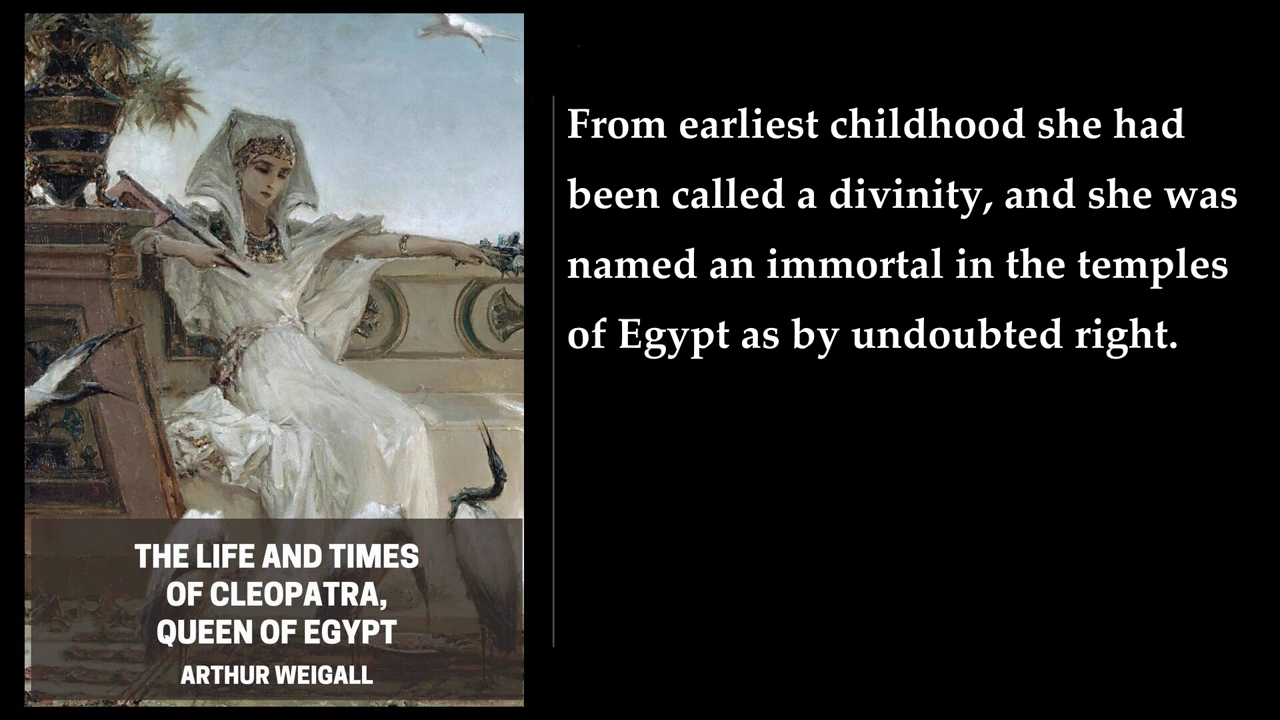 From earliest childhood she had
been called a divinity, and she was
named an immortal in the temples
of Egypt as by undoubted right.
THE LIFE AND TIMES
OF CLEOPATRA,
QUEEN OF EGYPT
ARTHUR WEIGALL